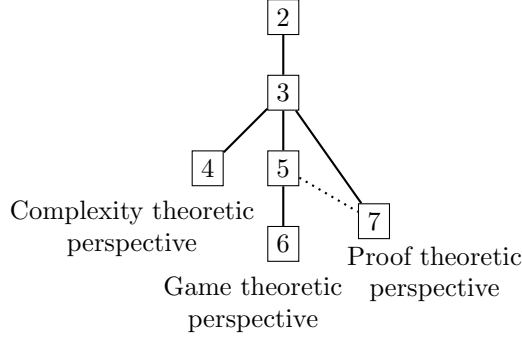 2
3
4
5
7
Complexity theoretic
perspective
6
Proof theoretic
perspective
Game theoretic
perspective